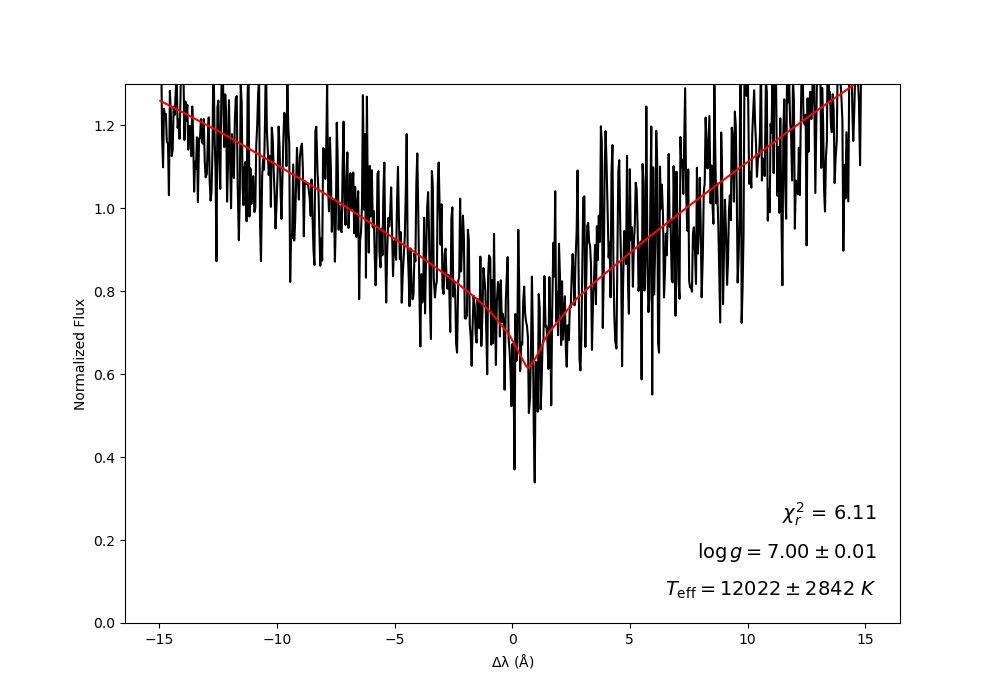 1.2
1.0
0.8
0.6
0.4
0.2
0.0
Normalized Flux
χ²ᵣ = 6.11
log g = 7.00 ± 0.01
T_eff = 12022 ± 2842 K
−15 −10 −5 0 5 10 15
Δλ (Å)